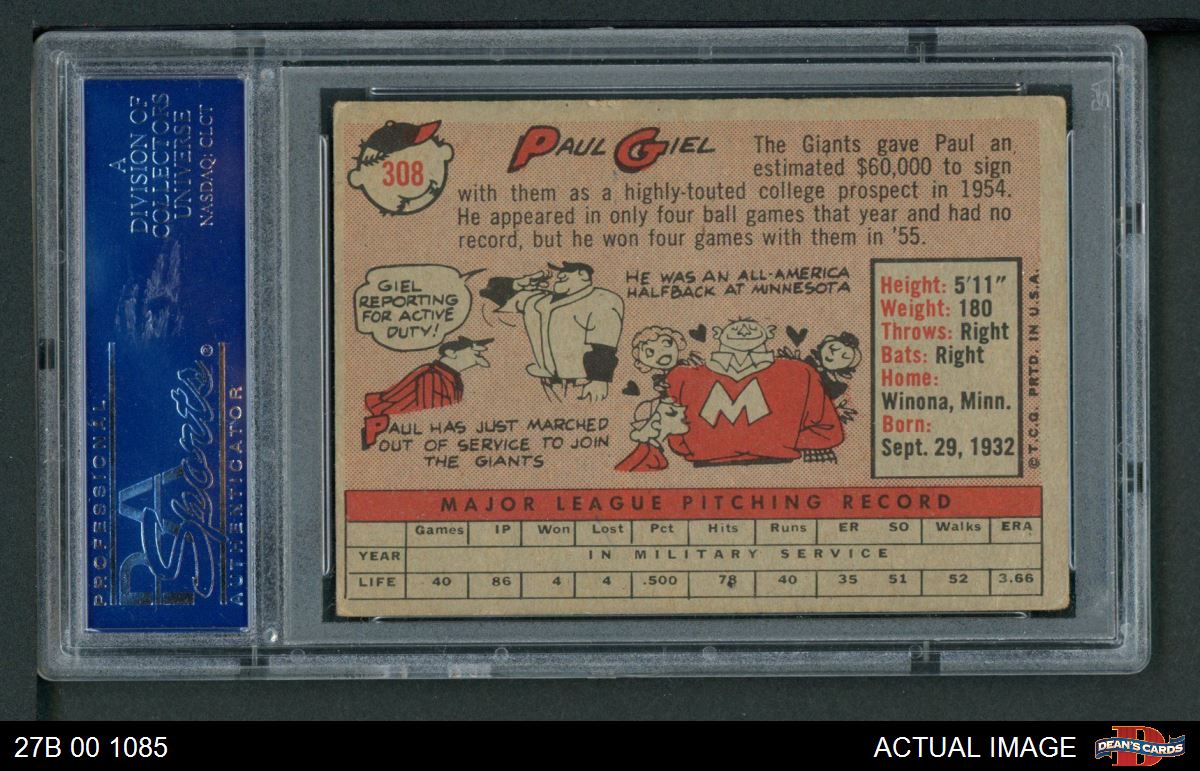 A
DIVISION OF
COLLECTORS
UNIVERSE
NASDAQ: CLCT
PROFESSIONAL
PSA
Sports®
AUTHENTICATOR
308
PAUL GIEL
The Giants gave Paul an
estimated $60,000 to sign
with them as a highly-touted college prospect in 1954.
He appeared in only four ball games that year and had no
record, but he won four games with them in '55.
GIEL
REPORTING
FOR ACTIVE
DUTY!
PAUL HAS JUST MARCHED
OUT OF SERVICE TO JOIN
THE GIANTS
HE WAS AN ALL-AMERICA
HALFBACK AT MINNESOTA
M
Height: 5'11"
Weight: 180
Throws: Right
Bats: Right
Home:
Winona, Minn.
Born:
Sept. 29, 1932
© T.C.G. PRTD. IN U.S.A.
MAJOR LEAGUE PITCHING RECORD
Games IP Won Lost Pct Hits Runs ER SO Walks ERA
YEAR IN MILITARY SERVICE
LIFE 40 86 4 4 .500 78 40 35 51 52 3.66
27B 00 1085
ACTUAL IMAGE
DEAN'S CARDS